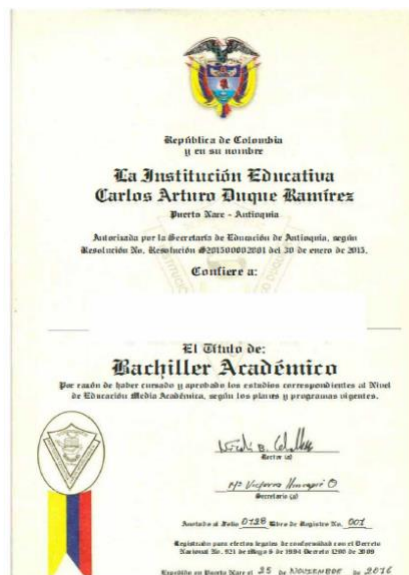 República de Colombia
y en su nombre
La Institución Educativa
Carlos Arturo Duque Ramírez
Puerto Nare - Antioquia
Autorizada por la Secretaría de Educación de Antioquia, según
Resolución No. Resolución #201500002081 del 30 de enero de 2015.
Confiere a:
El Título de:
Bachiller Académico
Por razón de haber cursado y aprobado los estudios correspondientes al Nivel
de Educación Media Académica, según los planes y programas vigentes.
Rector (a)
Mª Victoria
Secretario (a)
Anotado al Folio 0128 Libro de Registro No. 001
Registrado para efectos legales de conformidad con el Decreto
Nacional No. 921 de Mayo 6 de 1994 Decreto 1290 de 2009
Expedido en Puerto Nare el 25 de NOVIEMBRE de 2016